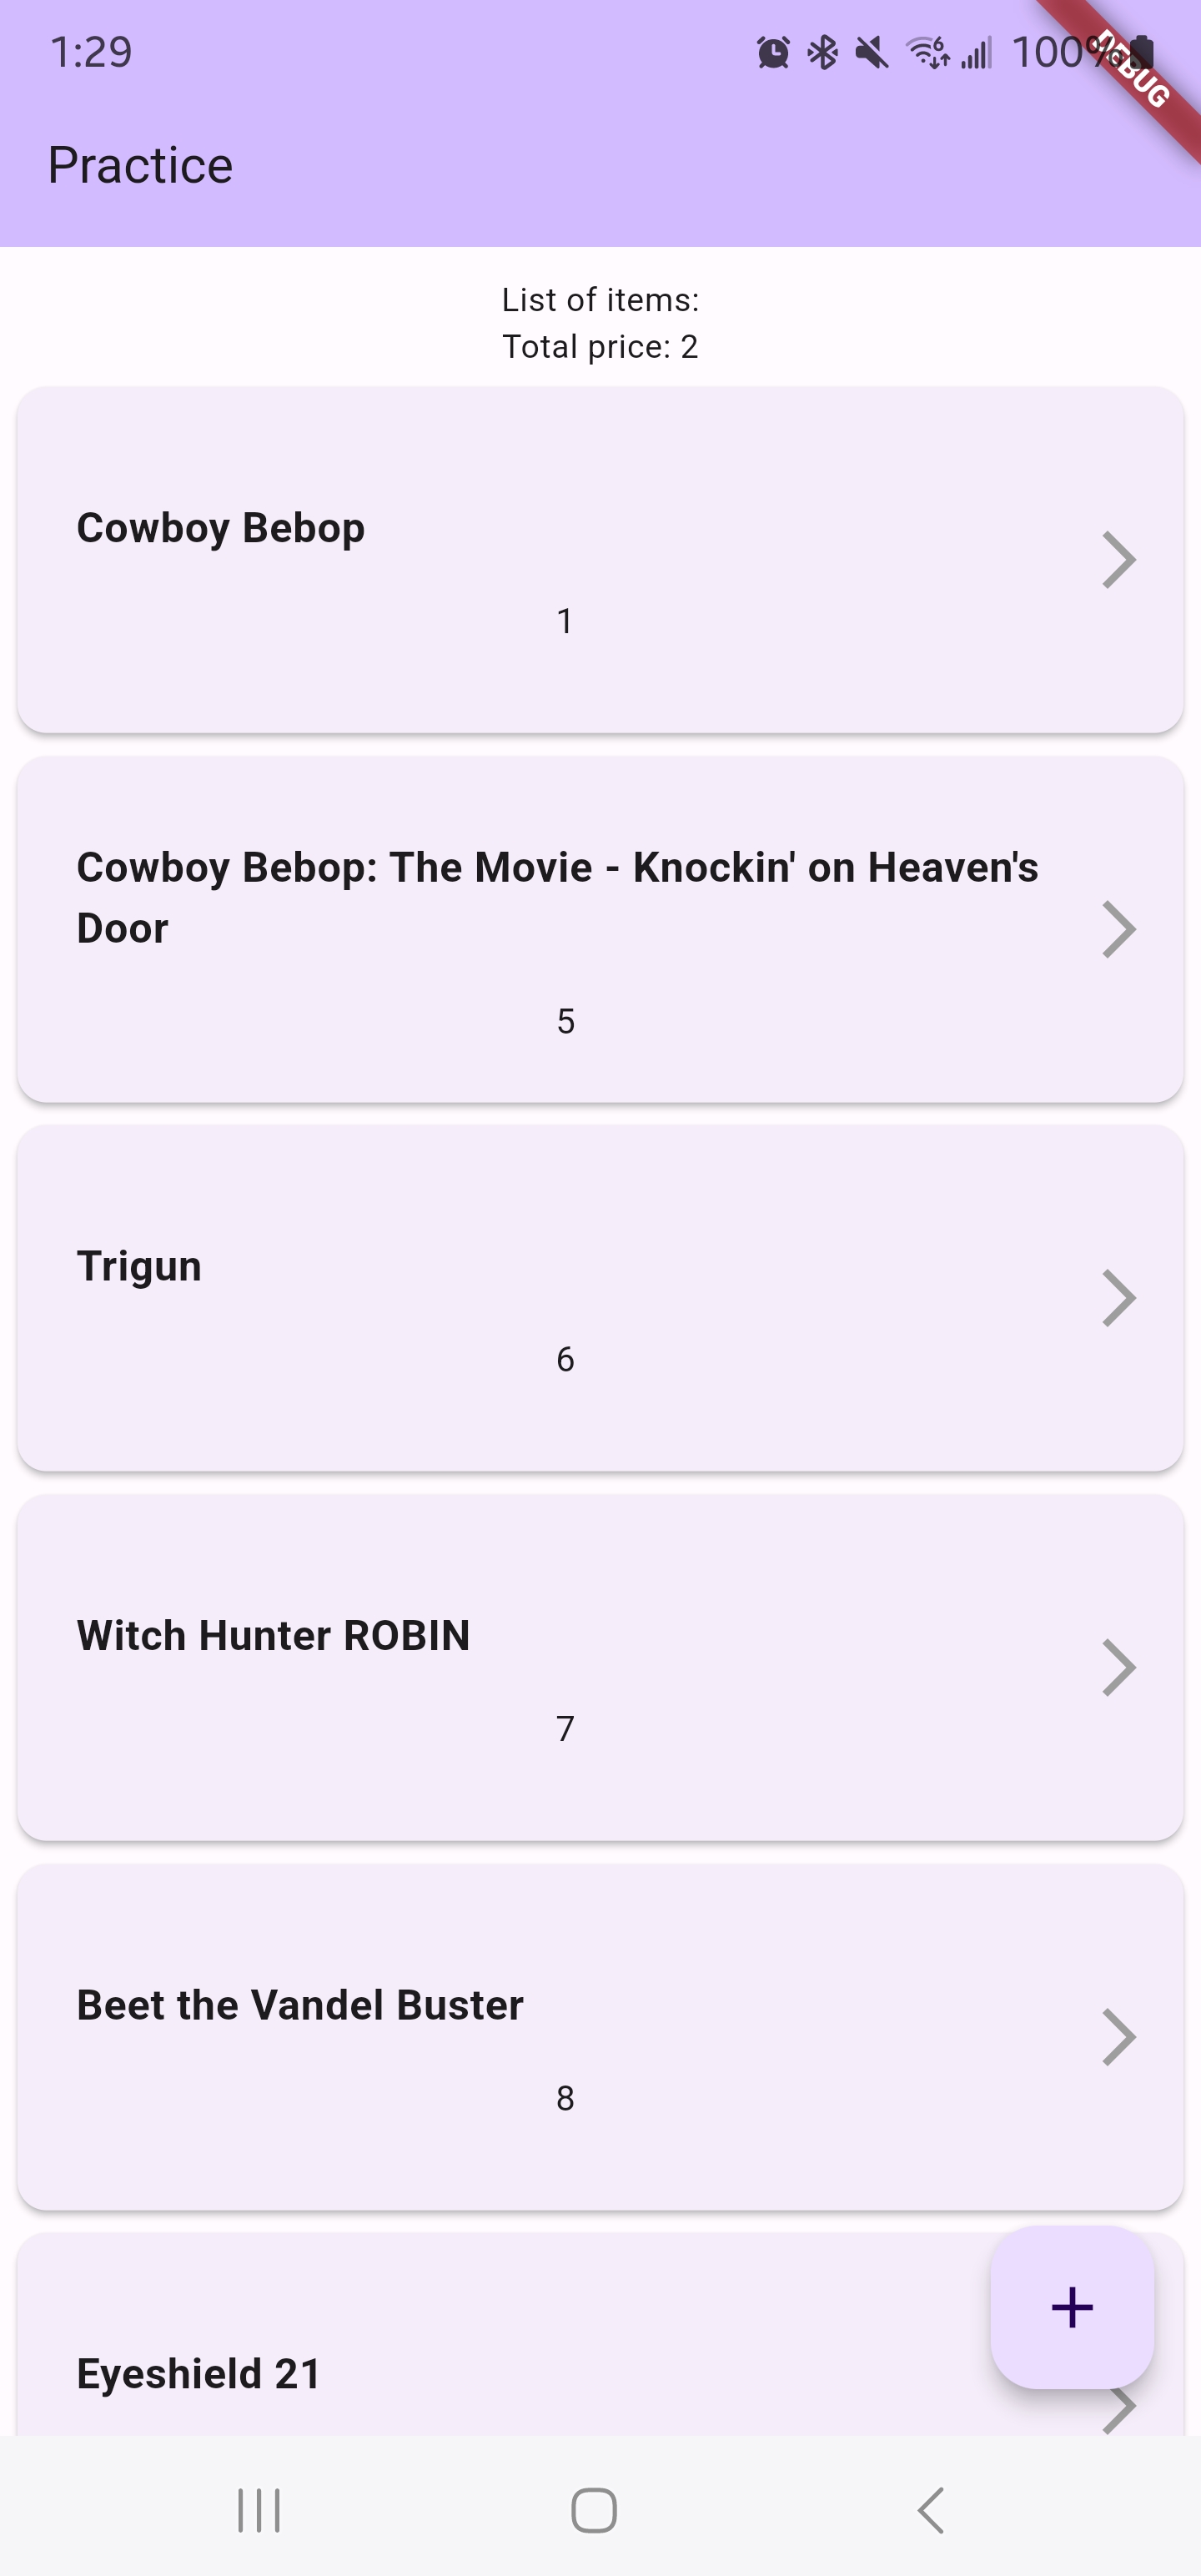 1:29
6
100%
DEBUG
Practice
List of items:
Total price: 2
Cowboy Bebop
1
Cowboy Bebop: The Movie - Knockin' on Heaven's
Door
5
Trigun
6
Witch Hunter ROBIN
7
Beet the Vandel Buster
8
Eyeshield 21